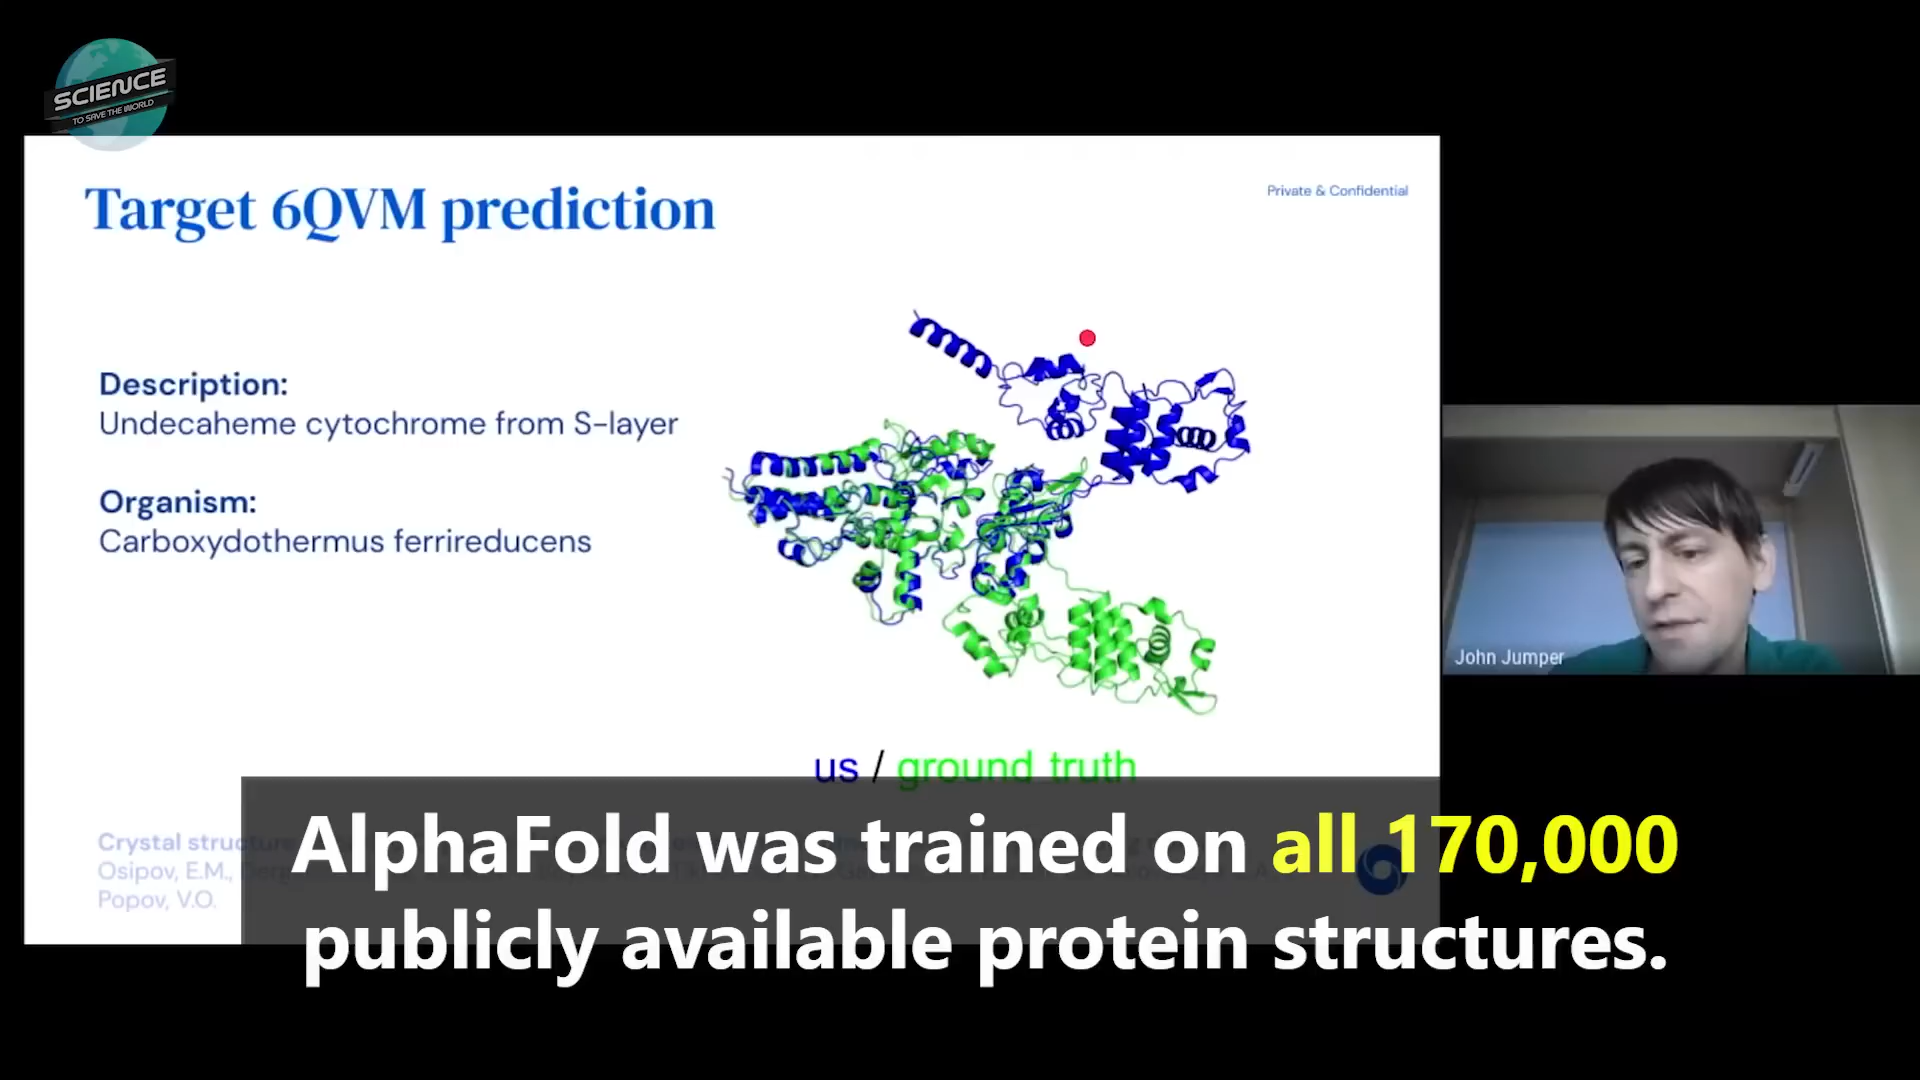 SCIENCE
TO SAVE THE WORLD
Target 6QVM prediction
Private & Confidential
Description:
Undecaheme cytochrome from S-layer
Organism:
Carboxydothermus ferrireducens
John Jumper
us / ground truth
Crystal structure
Osipov, E.M.,
Popov, V.O.
AlphaFold was trained on all 170,000
publicly available protein structures.